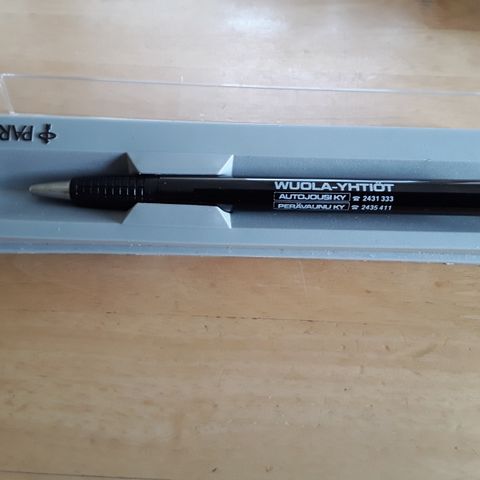 PAR
WUOLA-YHTIÖT
AUTOJOUSI KY ☎ 2431 333
PERÄVAUNU KY ☎ 2435 411